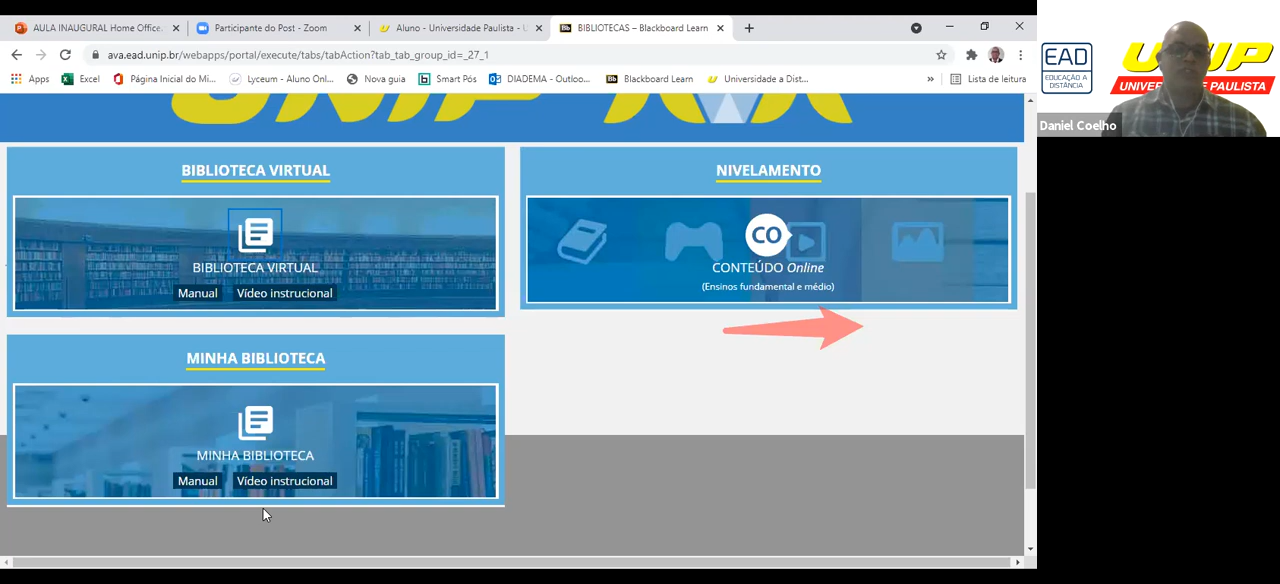 AULA INAUGURAL Home Office.
Participante do Post - Zoom
Aluno - Universidade Paulista - U
BIBLIOTECAS – Blackboard Learn
ava.ead.unip.br/webapps/portal/execute/tabs/tabAction?tab_tab_group_id=_27_1
Apps
Excel
Página Inicial do Mi...
Lyceum - Aluno Onl...
Nova guia
Smart Pós
DIADEMA - Outloo...
Blackboard Learn
Universidade a Dist...
»
Lista de leitura
EAD
EDUCAÇÃO A
DISTÂNCIA
UNIP
UNIVERSIDADE PAULISTA
Daniel Coelho
BIBLIOTECA VIRTUAL
BIBLIOTECA VIRTUAL
Manual Vídeo instrucional
NIVELAMENTO
CO
CONTEÚDO Online
(Ensinos fundamental e médio)
MINHA BIBLIOTECA
MINHA BIBLIOTECA
Manual Vídeo instrucional